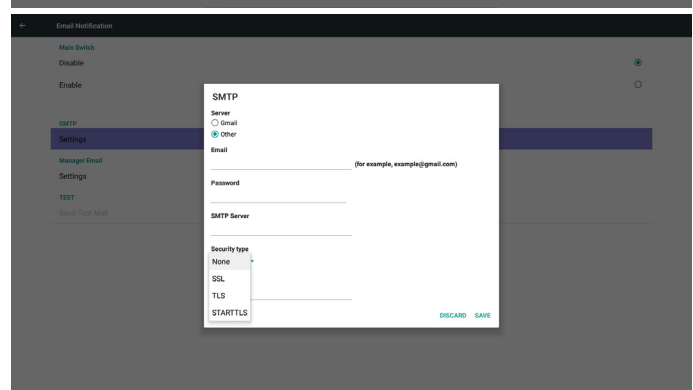 Email Notification
Main Switch
Disable
Enable
SMTP
Settings
Manager Email
Settings
TEST
Send Test Mail
SMTP
Server
Gmail
Other
Email
(for example, example@gmail.com)
Password
SMTP Server
Security type
None
SSL
TLS
STARTTLS
DISCARD SAVE